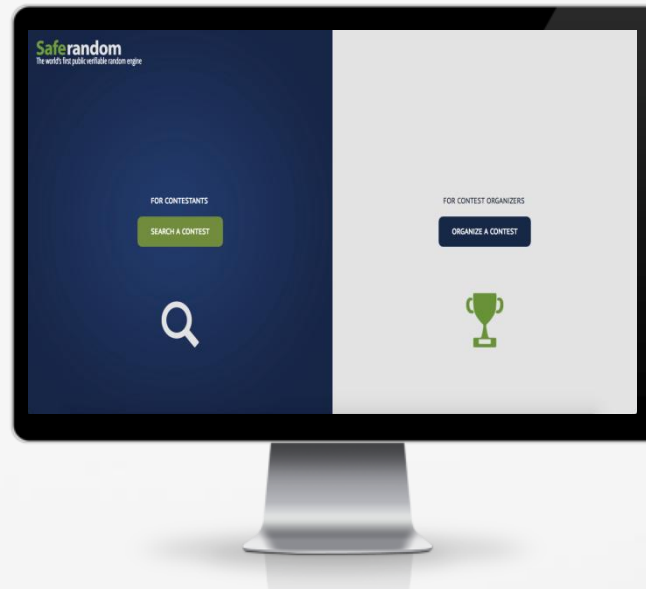 Saferandom
The world's first public verifiable random engine
FOR CONTESTANTS
SEARCH A CONTEST
FOR CONTEST ORGANIZERS
ORGANIZE A CONTEST